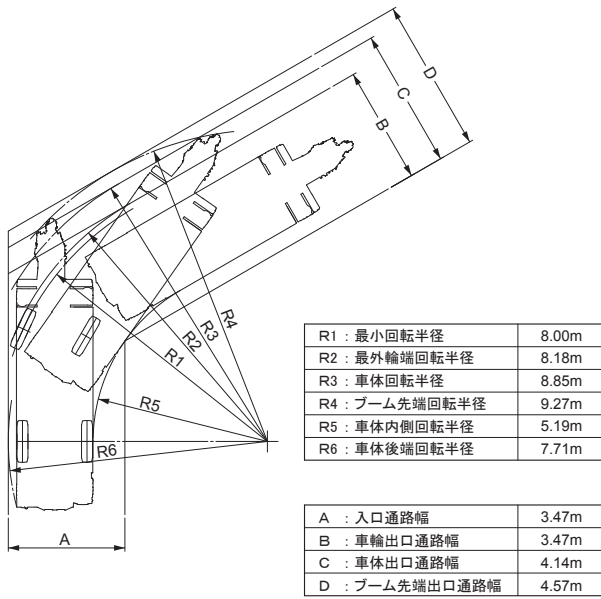 D
C
B
R4
R3
R2
R1
R5
R6
A
R1 : 最小回転半径 8.00m
R2 : 最外輪端回転半径 8.18m
R3 : 車体回転半径 8.85m
R4 : ブーム先端回転半径 9.27m
R5 : 車体内側回転半径 5.19m
R6 : 車体後端回転半径 7.71m
A : 入口通路幅 3.47m
B : 車輪出口通路幅 3.47m
C : 車体出口通路幅 4.14m
D : ブーム先端出口通路幅 4.57m